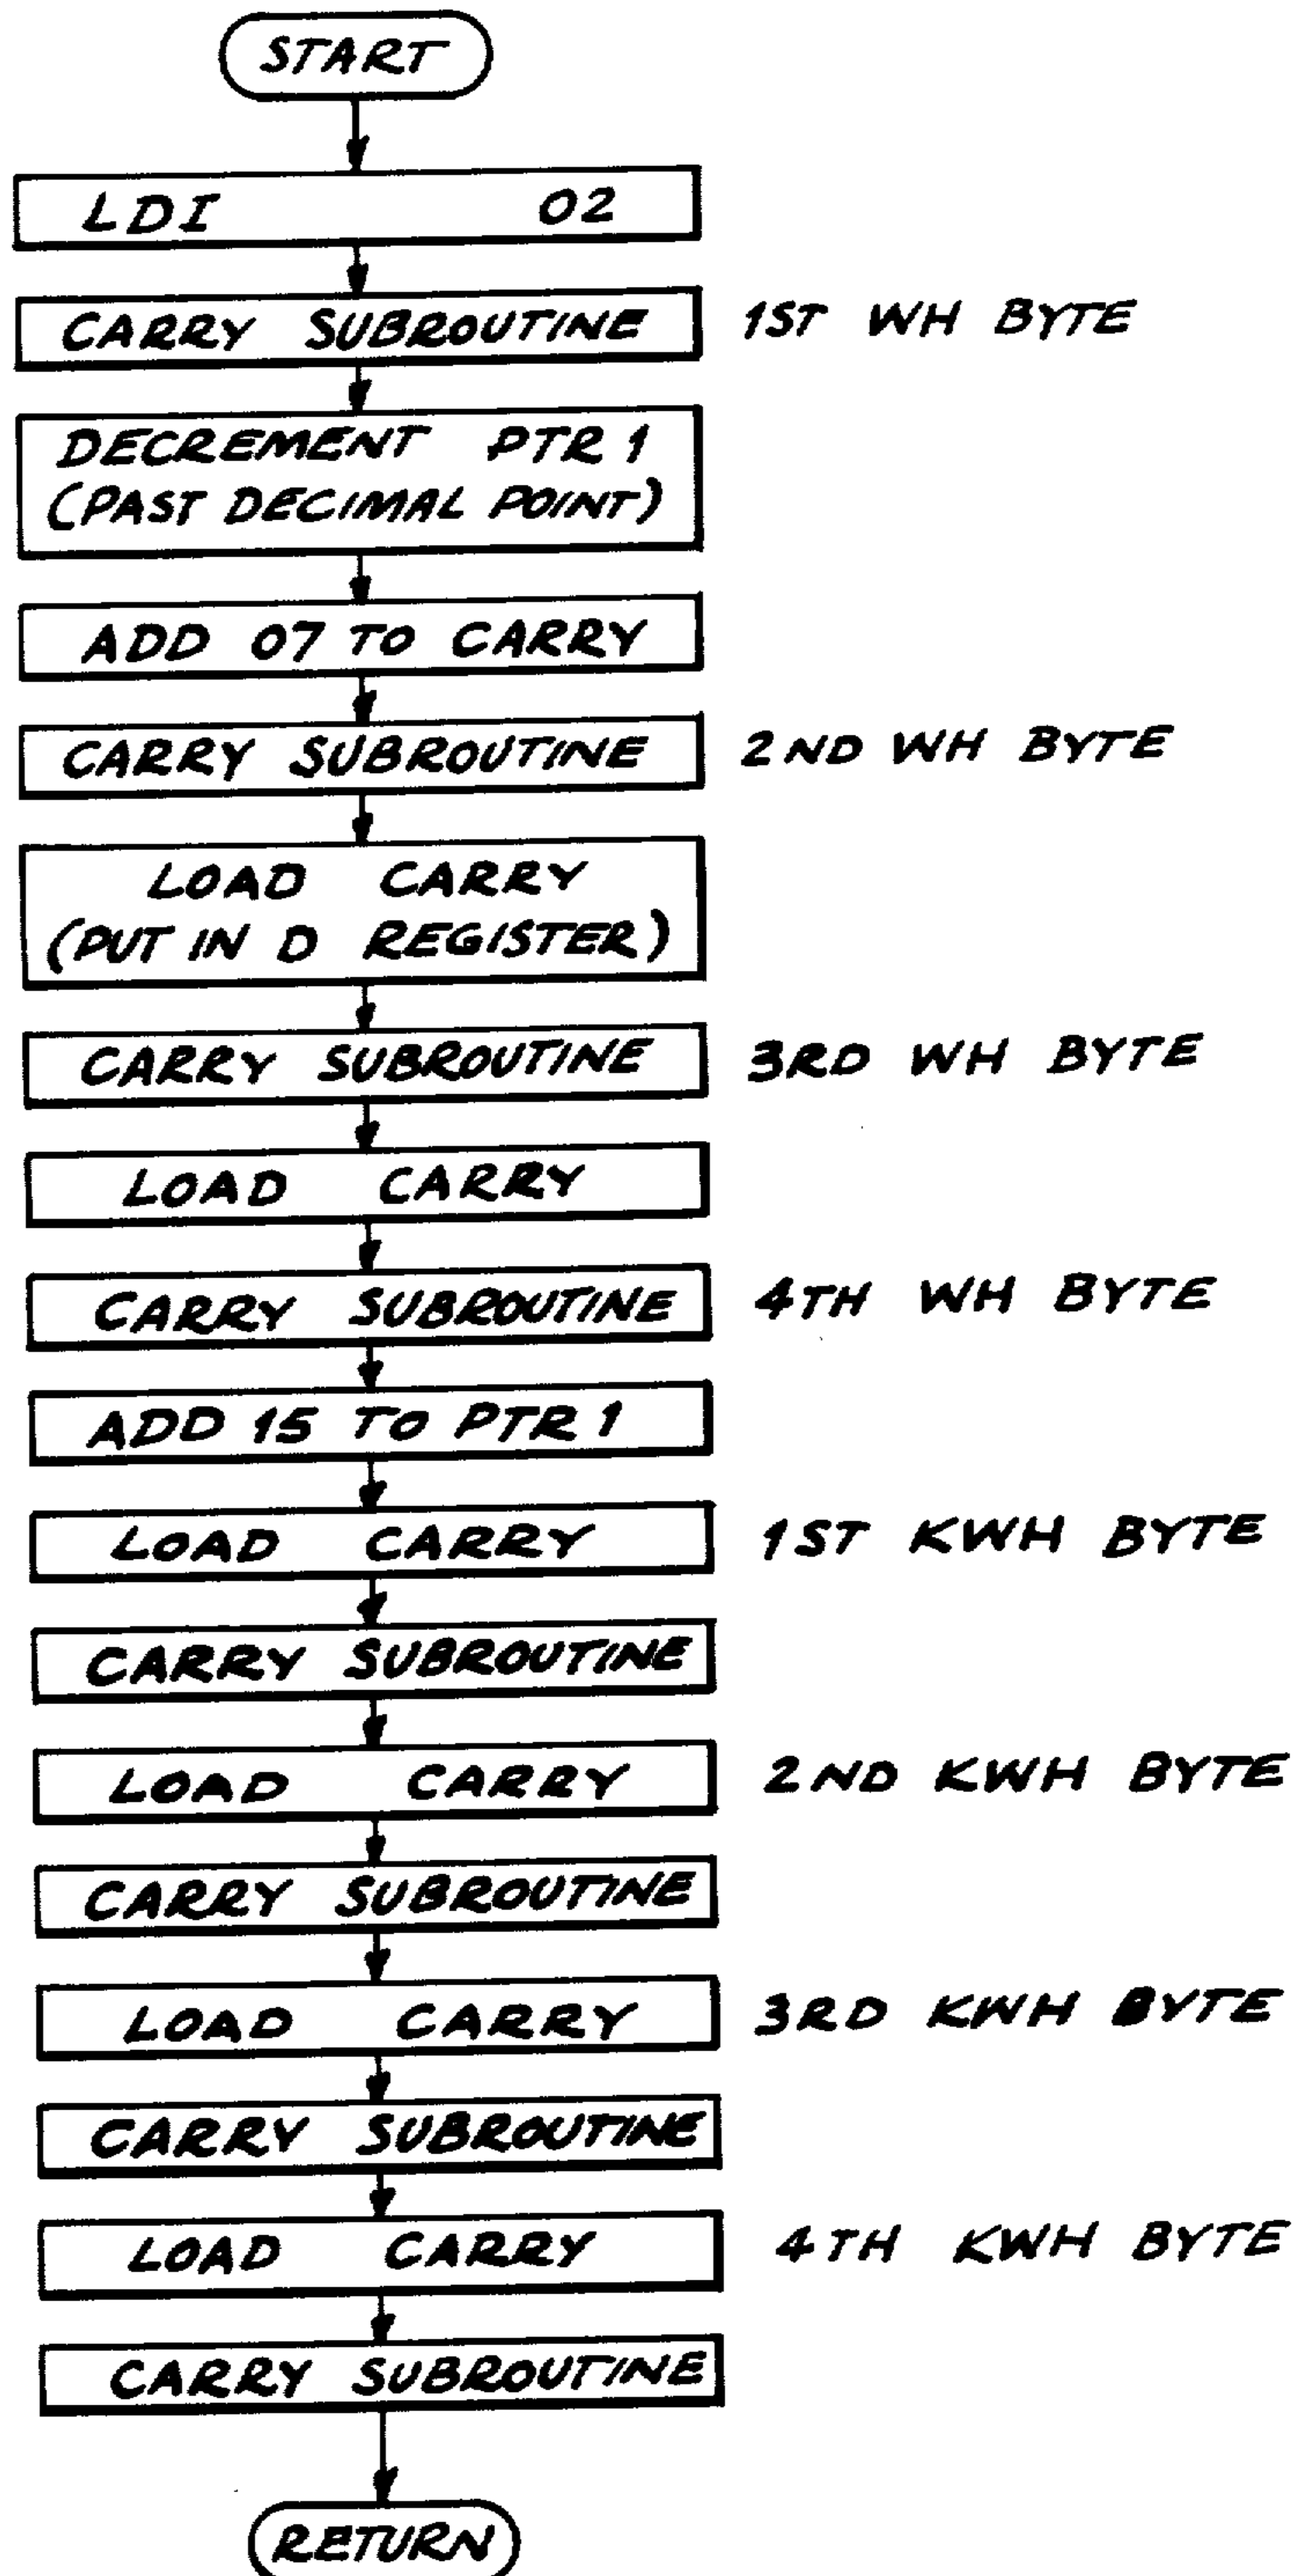 START
LDI 02
CARRY SUBROUTINE 1ST WH BYTE
DECREMENT PTR 1
(PAST DECIMAL POINT)
ADD 07 TO CARRY
CARRY SUBROUTINE 2ND WH BYTE
LOAD CARRY
(PUT IN D REGISTER)
CARRY SUBROUTINE 3RD WH BYTE
LOAD CARRY
CARRY SUBROUTINE 4TH WH BYTE
ADD 15 TO PTR 1
LOAD CARRY 1ST KWH BYTE
CARRY SUBROUTINE
LOAD CARRY 2ND KWH BYTE
CARRY SUBROUTINE
LOAD CARRY 3RD KWH BYTE
CARRY SUBROUTINE
LOAD CARRY 4TH KWH BYTE
CARRY SUBROUTINE
RETURN